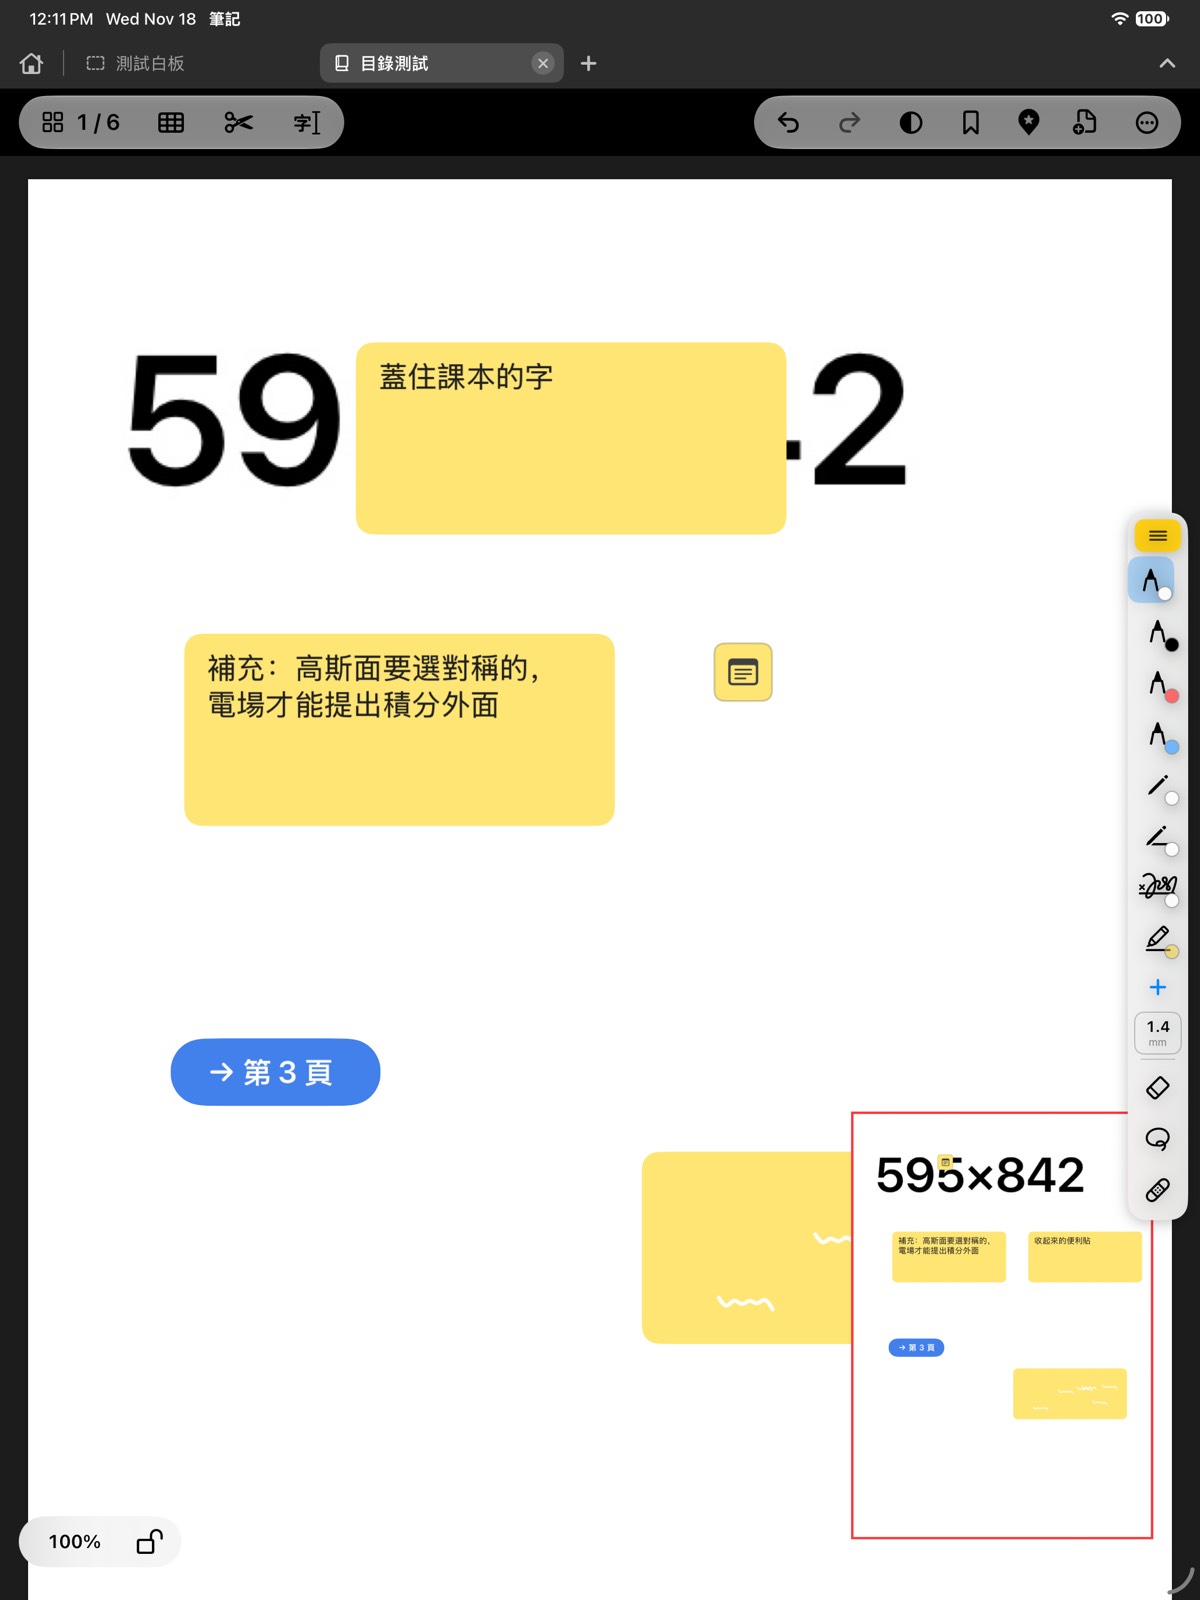 12:11 PM Wed Nov 18 筆記
100
測試白板
目錄測試
1 / 6
字
59
蓋住課本的字
2
補充：高斯面要選對稱的，
電場才能提出積分外面
1.4
mm
→ 第 3 頁
595×842
補充：高斯面要選對稱的，
電場才能提出積分外面
收起來的便利貼
→ 第 3 頁
100%